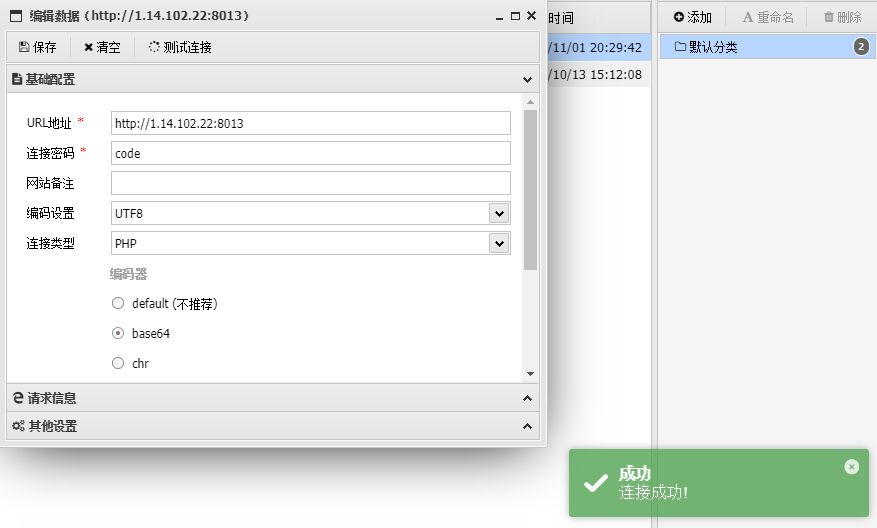 编辑数据 (http://1.14.102.22:8013)
保存 清空 测试连接
基础配置
URL地址 * http://1.14.102.22:8013
连接密码 * code
网站备注
编码设置 UTF8
连接类型 PHP
编码器
default (不推荐)
base64
chr
请求信息
其他设置
时间
/11/01 20:29:42
/10/13 15:12:08
添加 重命名 删除
默认分类 2
成功
连接成功!